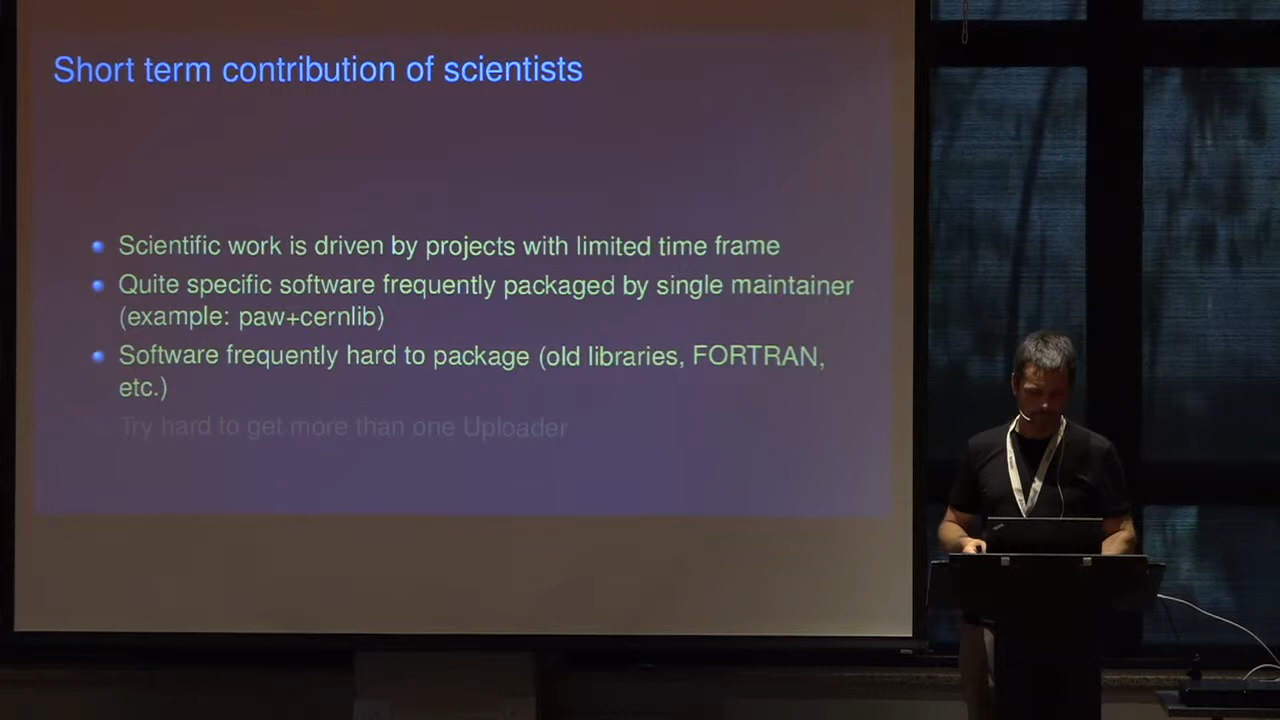 Short term contribution of scientists
Scientific work is driven by projects with limited time frame
Quite specific software frequently packaged by single maintainer
(example: paw+cernlib)
Software frequently hard to package (old libraries, FORTRAN,
etc.)
Try hard to get more than one Uploader